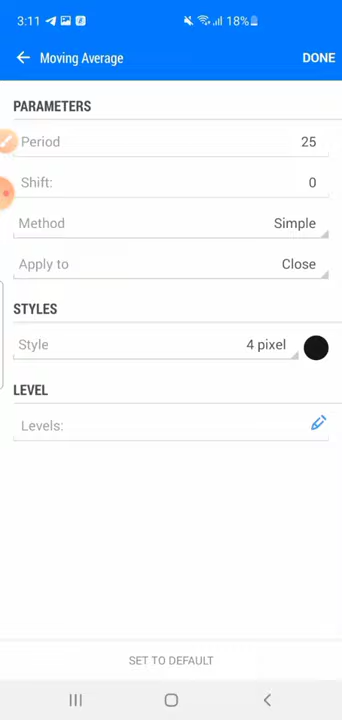 3:11 18%
Moving Average DONE
PARAMETERS
Period 25
Shift: 0
Method Simple
Apply to Close
STYLES
Style 4 pixel
LEVEL
Levels:
SET TO DEFAULT